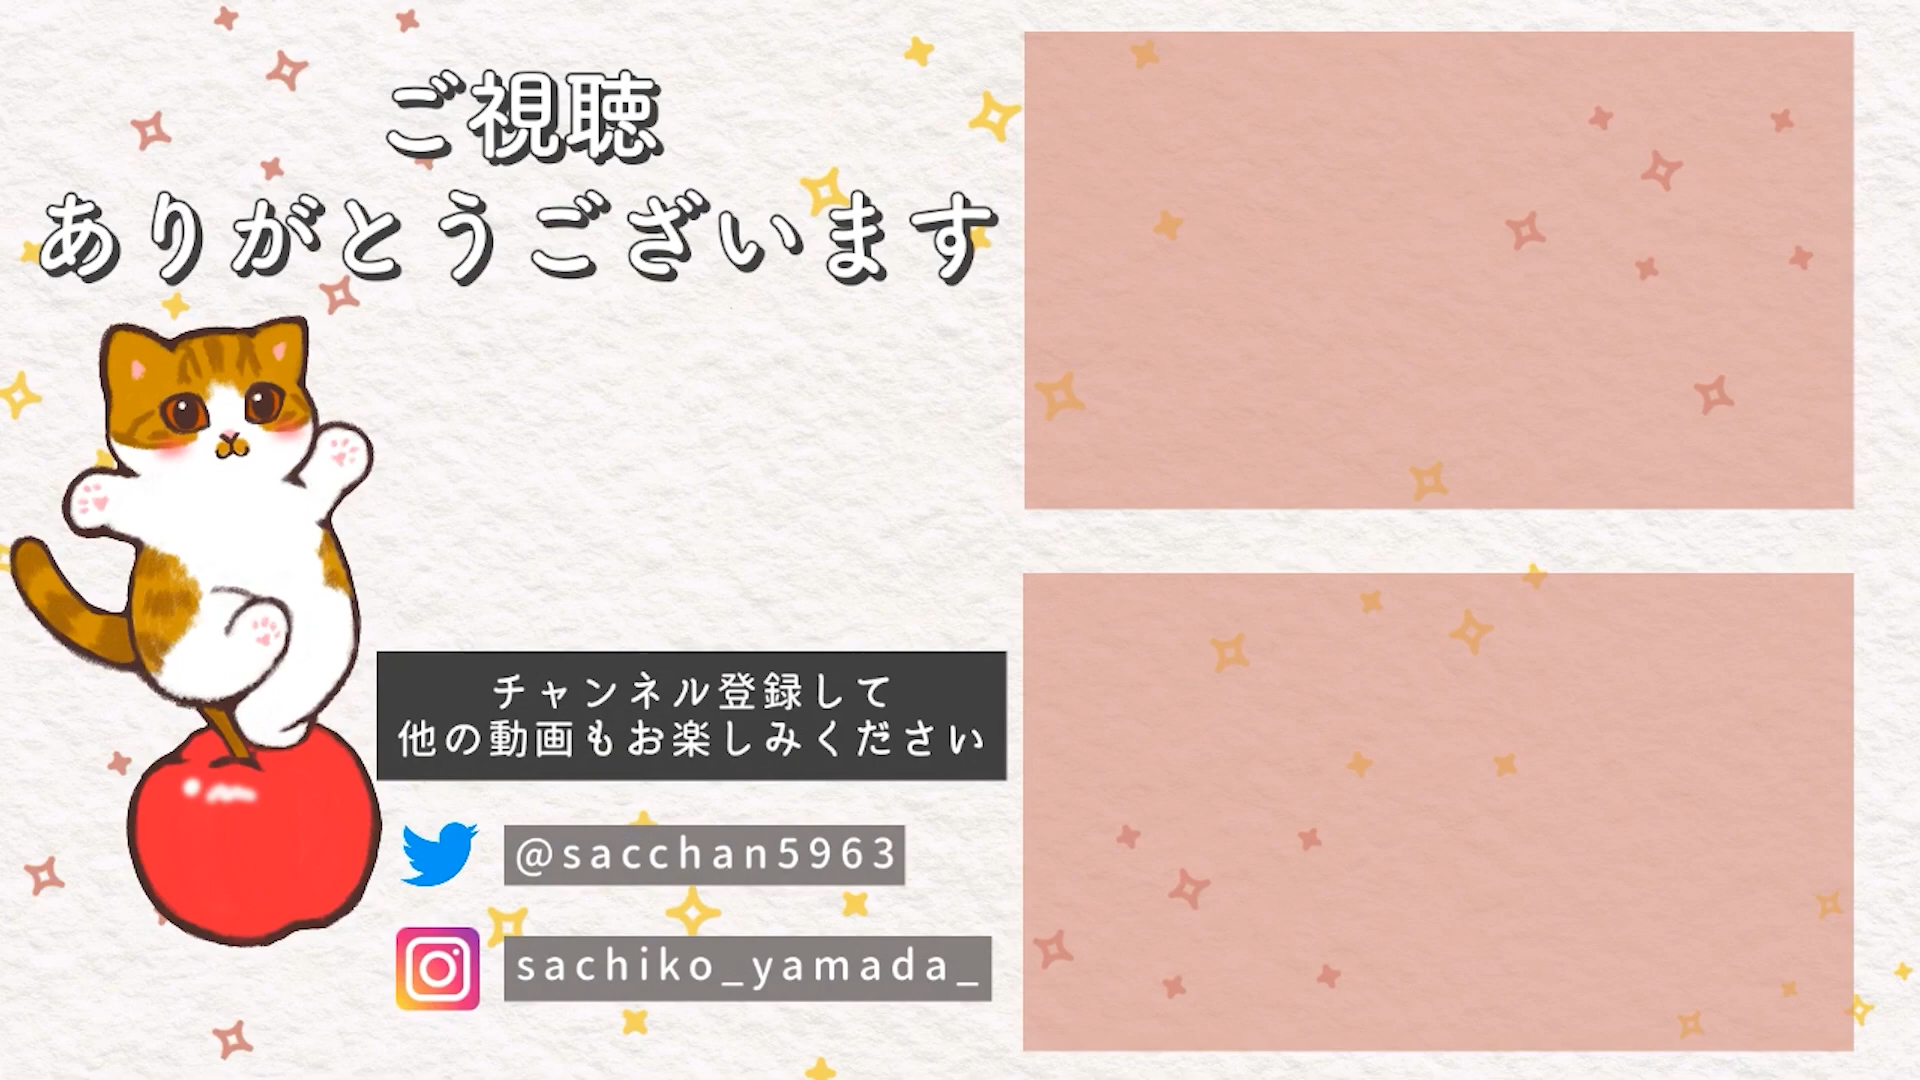 ご視聴
ありがとうございます
チャンネル登録して
他の動画もお楽しみください
@sacchan5963
sachiko_yamada_